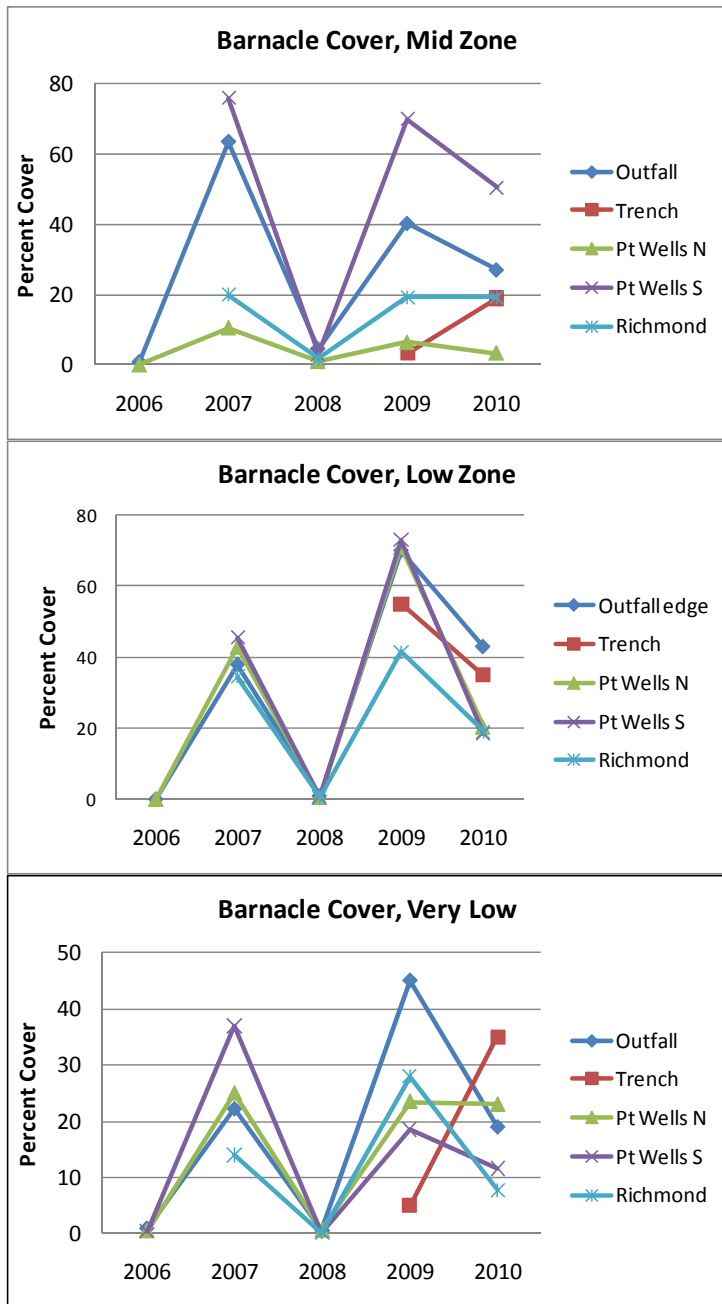 Barnacle Cover, Mid Zone
80
60
40
20
0
Percent Cover
2006 2007 2008 2009 2010
Outfall
Trench
Pt Wells N
Pt Wells S
Richmond
Barnacle Cover, Low Zone
80
60
40
20
0
Percent Cover
2006 2007 2008 2009 2010
Outfall edge
Trench
Pt Wells N
Pt Wells S
Richmond
Barnacle Cover, Very Low
50
40
30
20
10
0
Percent Cover
2006 2007 2008 2009 2010
Outfall
Trench
Pt Wells N
Pt Wells S
Richmond